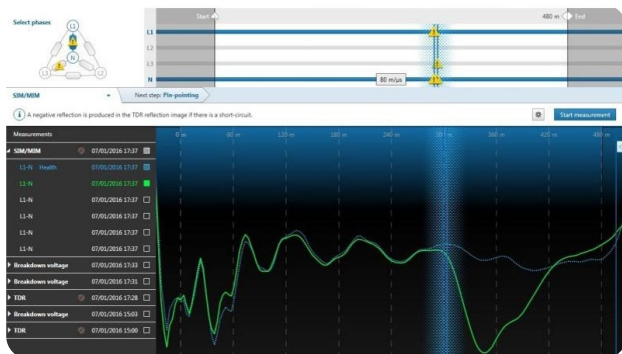 Select phases
L1
N
L3
L2
Start
480 m End
L1
L2
L3
N
80 m/µs
SIM/MIM
Next step: Pin-pointing
A negative reflection is produced in the TDR reflection image if there is a short-circuit.
Start measurement
Measurements
0 m 60 m 120 m 180 m 240 m 300 m 360 m 420 m 480 m
SIM/MIM 07/01/2016 17:37
L1-N Health 07/01/2016 17:37
L1-N 07/01/2016 17:37
L1-N 07/01/2016 17:37
L1-N 07/01/2016 17:37
L1-N 07/01/2016 17:37
L1-N 07/01/2016 17:37
Breakdown voltage 07/01/2016 17:33
Breakdown voltage 07/01/2016 17:31
TDR 07/01/2016 17:28
Breakdown voltage 07/01/2016 15:03
TDR 07/01/2016 15:00